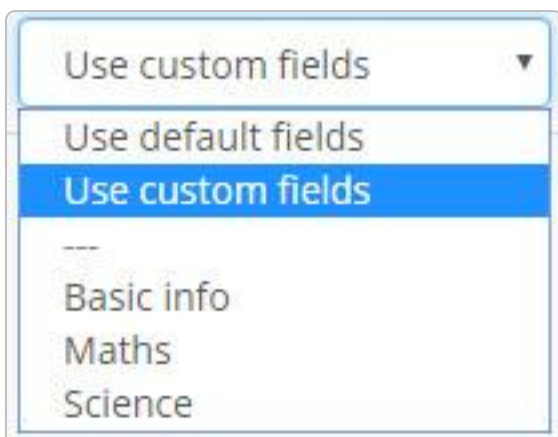 Use custom fields
Use default fields
Use custom fields
---
Basic info
Maths
Science